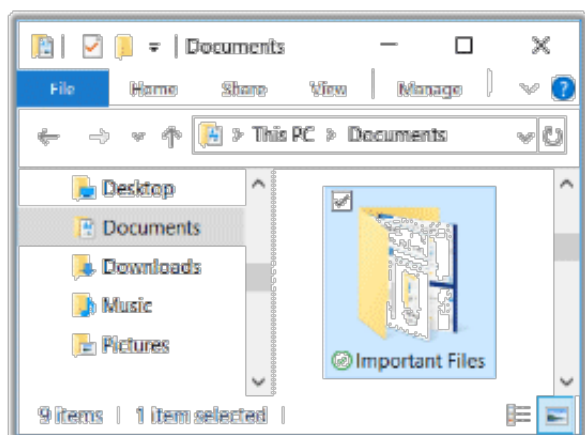 Documents
File Home Share View Manage
This PC Documents
Desktop
Documents
Downloads
Music
Pictures
Important Files
9 items 1 item selected